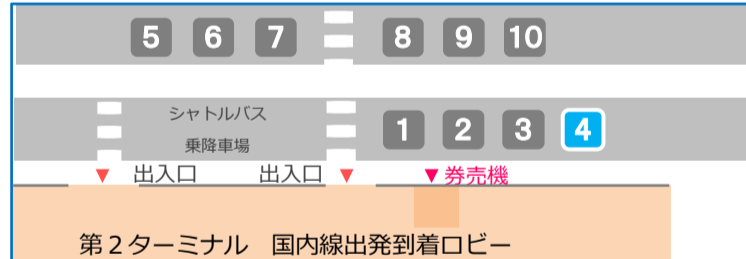 5 6 7 8 9 10
シャトルバス
乗降車場
1 2 3 4
出入口 出入口 券売機
第2ターミナル 国内線出発到着ロビー